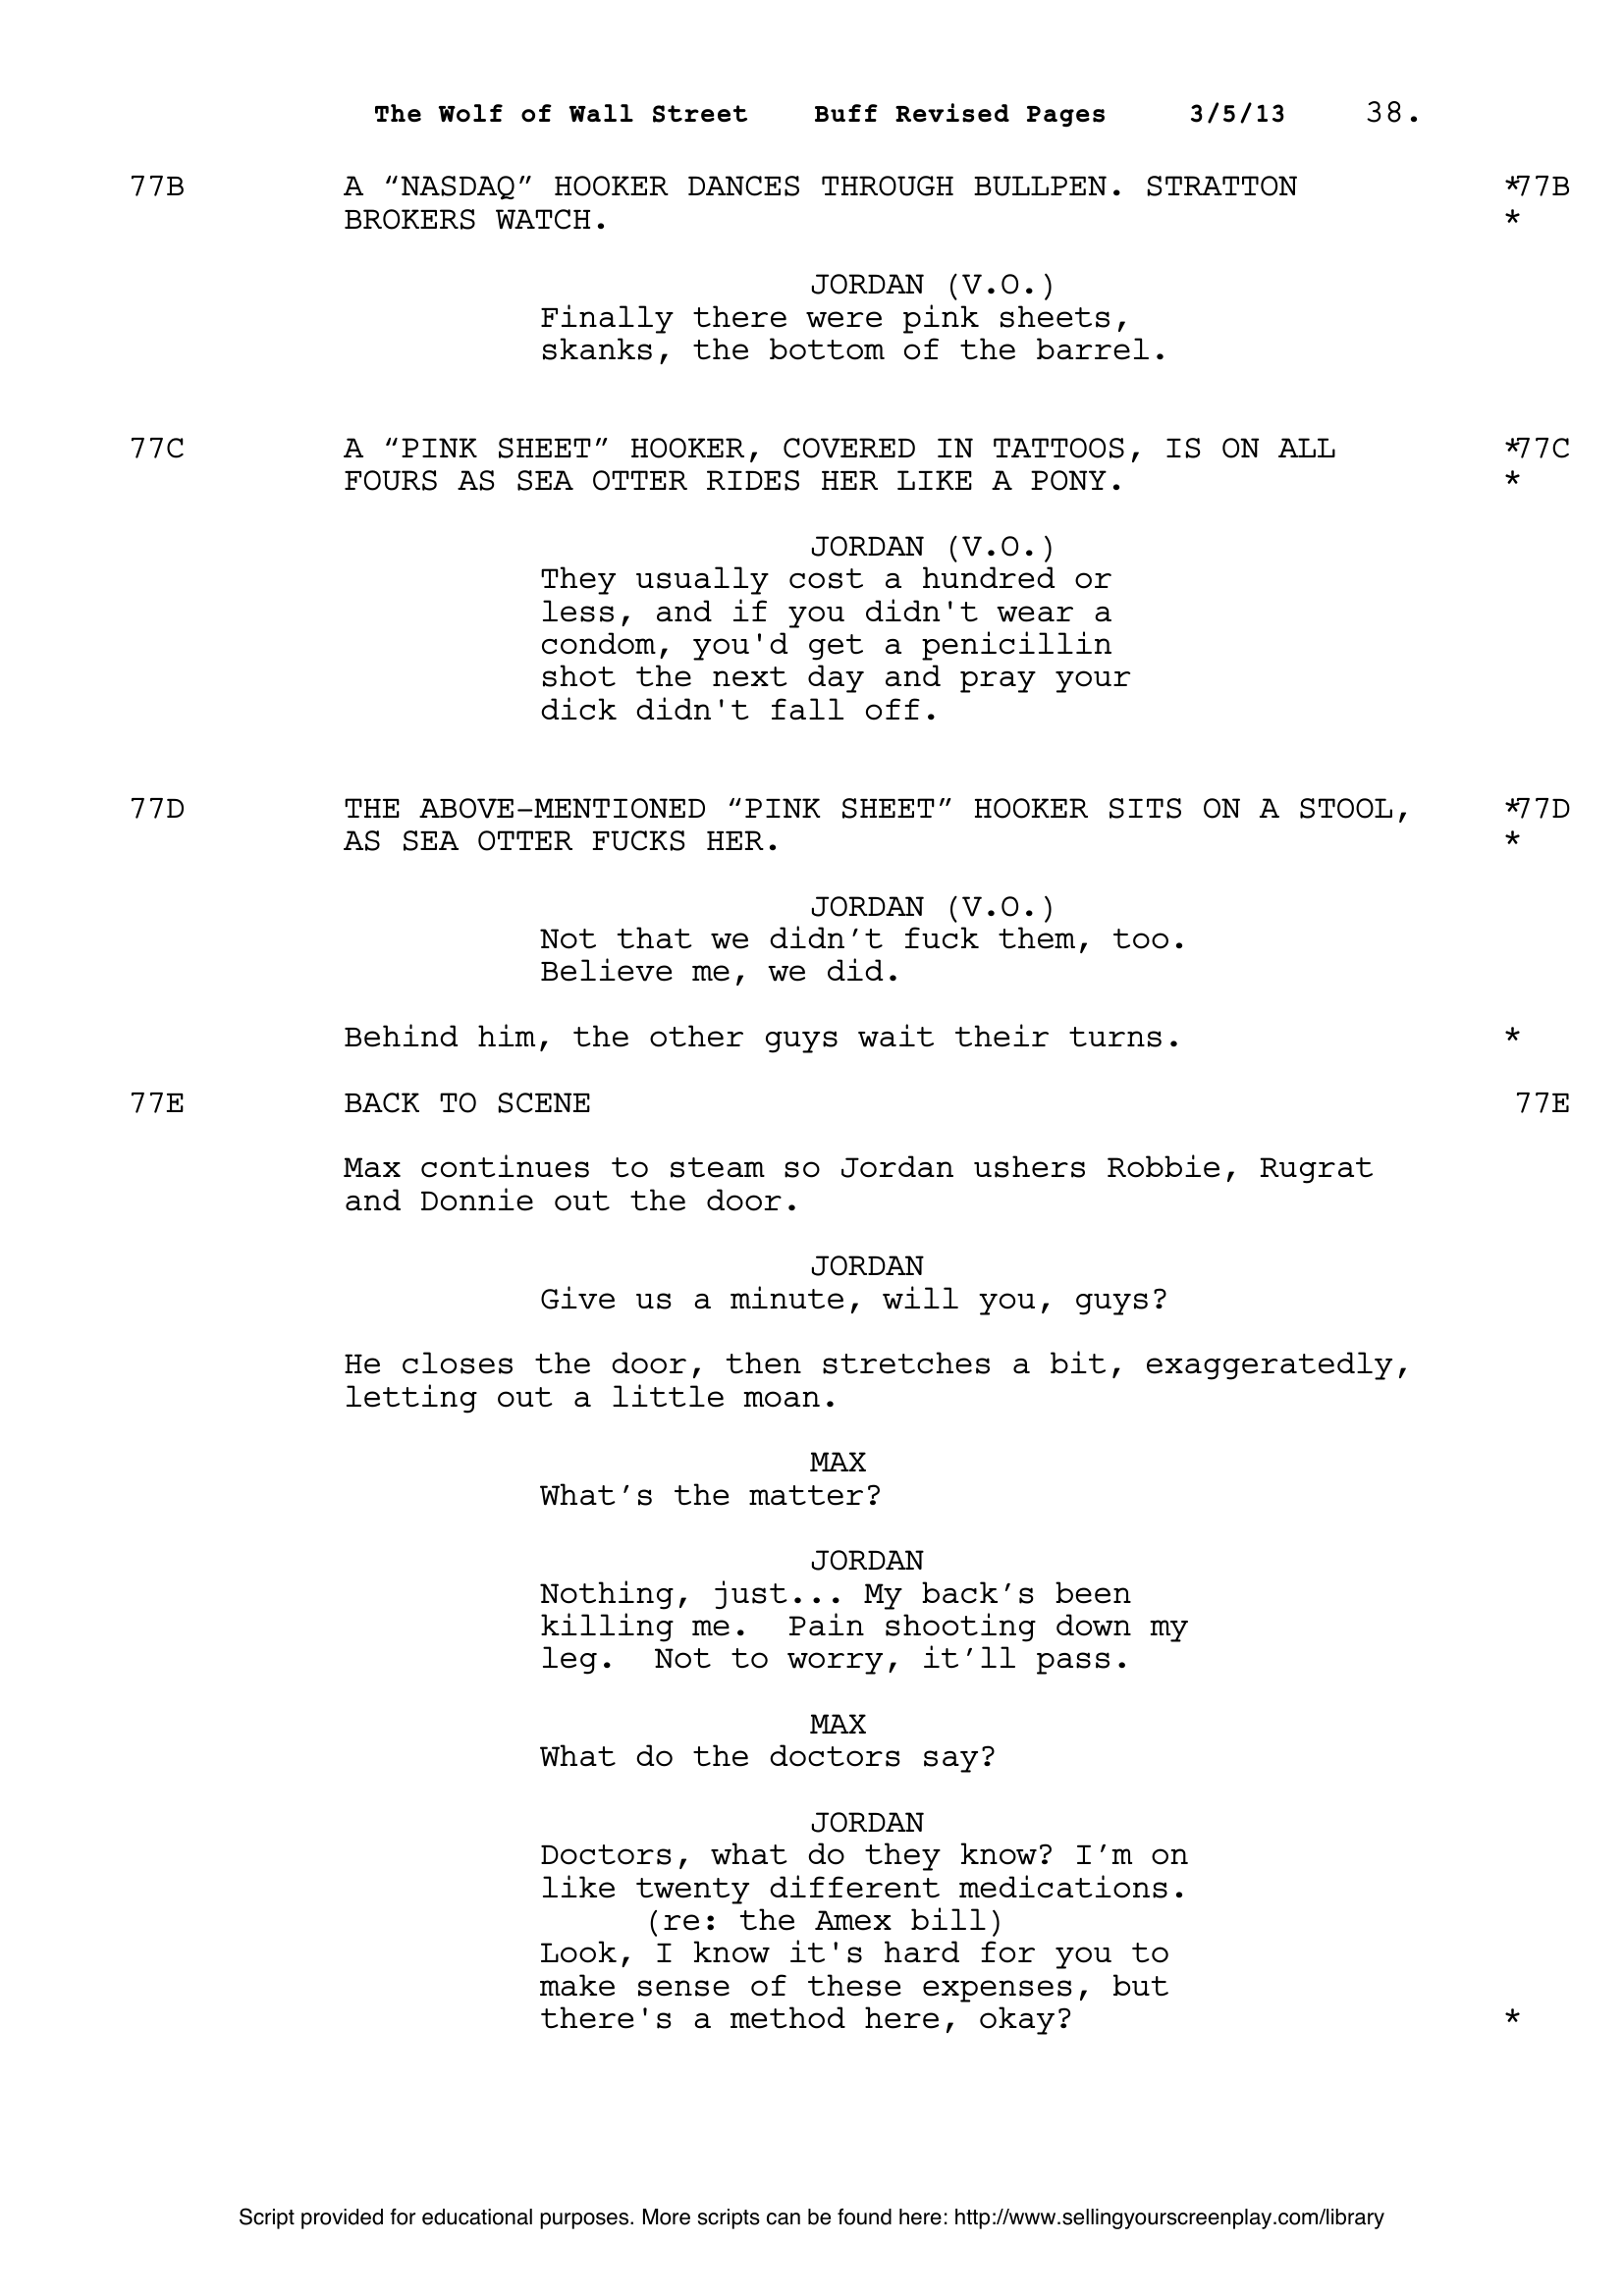 The Wolf of Wall Street Buff Revised Pages 3/5/13 38.
77B A “NASDAQ” HOOKER DANCES THROUGH BULLPEN. STRATTON *77B
BROKERS WATCH. *
JORDAN (V.O.)
Finally there were pink sheets,
skanks, the bottom of the barrel.
77C A “PINK SHEET” HOOKER, COVERED IN TATTOOS, IS ON ALL *77C
FOURS AS SEA OTTER RIDES HER LIKE A PONY. *
JORDAN (V.O.)
They usually cost a hundred or
less, and if you didn't wear a
condom, you'd get a penicillin
shot the next day and pray your
dick didn't fall off.
77D THE ABOVE-MENTIONED “PINK SHEET” HOOKER SITS ON A STOOL, *77D
AS SEA OTTER FUCKS HER. *
JORDAN (V.O.)
Not that we didn’t fuck them, too.
Believe me, we did.
Behind him, the other guys wait their turns. *
77E BACK TO SCENE 77E
Max continues to steam so Jordan ushers Robbie, Rugrat
and Donnie out the door.
JORDAN
Give us a minute, will you, guys?
He closes the door, then stretches a bit, exaggeratedly,
letting out a little moan.
MAX
What’s the matter?
JORDAN
Nothing, just... My back’s been
killing me.  Pain shooting down my
leg.  Not to worry, it’ll pass.
MAX
What do the doctors say?
JORDAN
Doctors, what do they know? I’m on
like twenty different medications.
(re: the Amex bill)
Look, I know it's hard for you to
make sense of these expenses, but
there's a method here, okay? *
Script provided for educational purposes. More scripts can be found here: http://www.sellingyourscreenplay.com/library